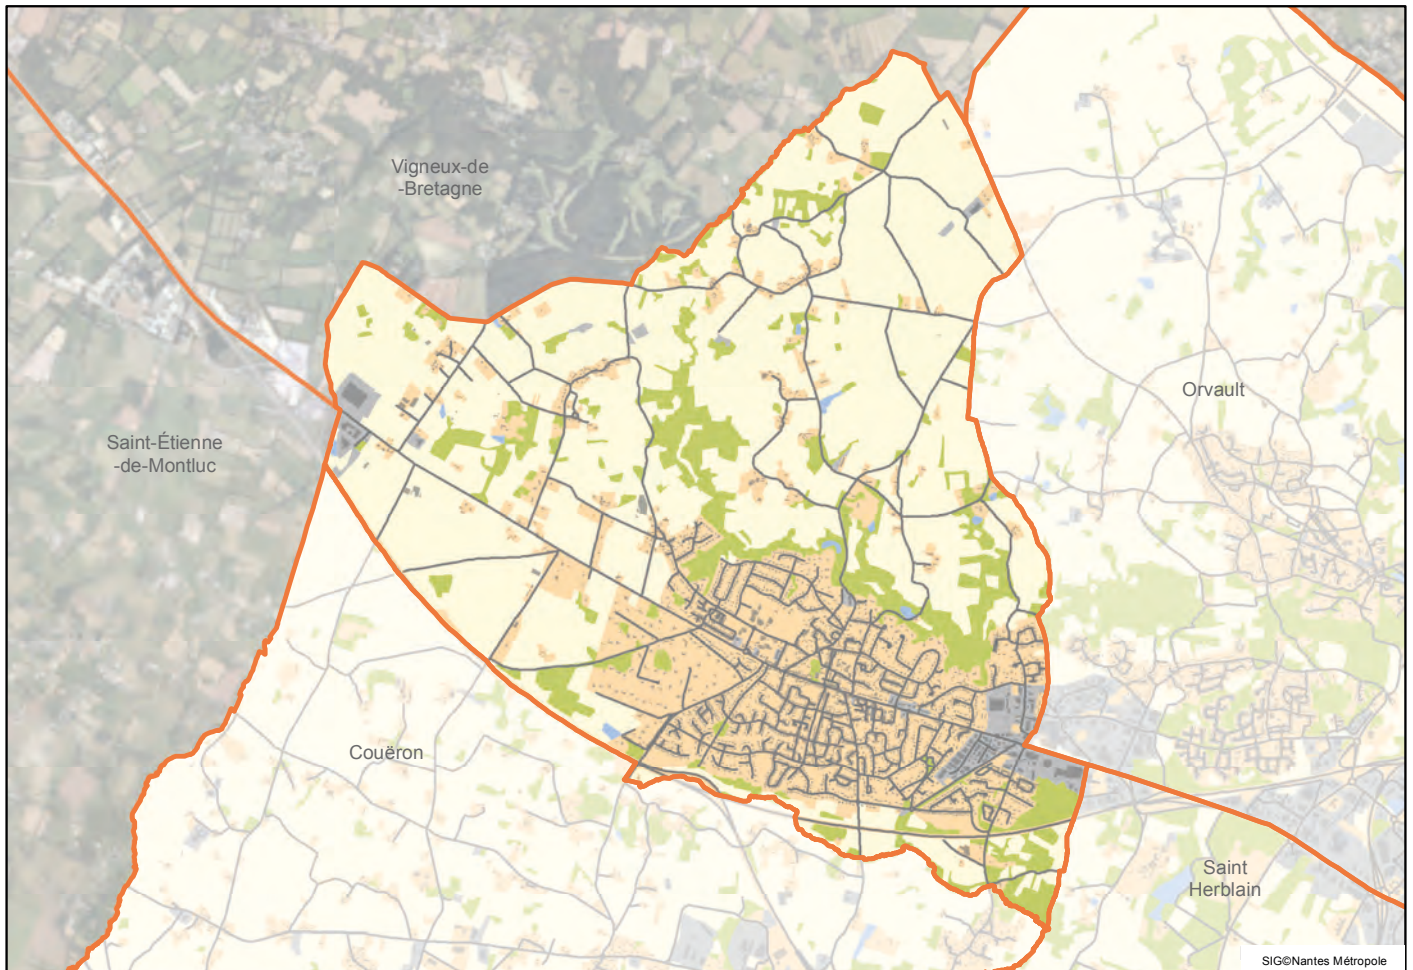 Vigneux-de
-Bretagne
Orvault
Saint-Étienne
-de-Montluc
Couëron
Saint
Herblain
SIG©Nantes Métropole